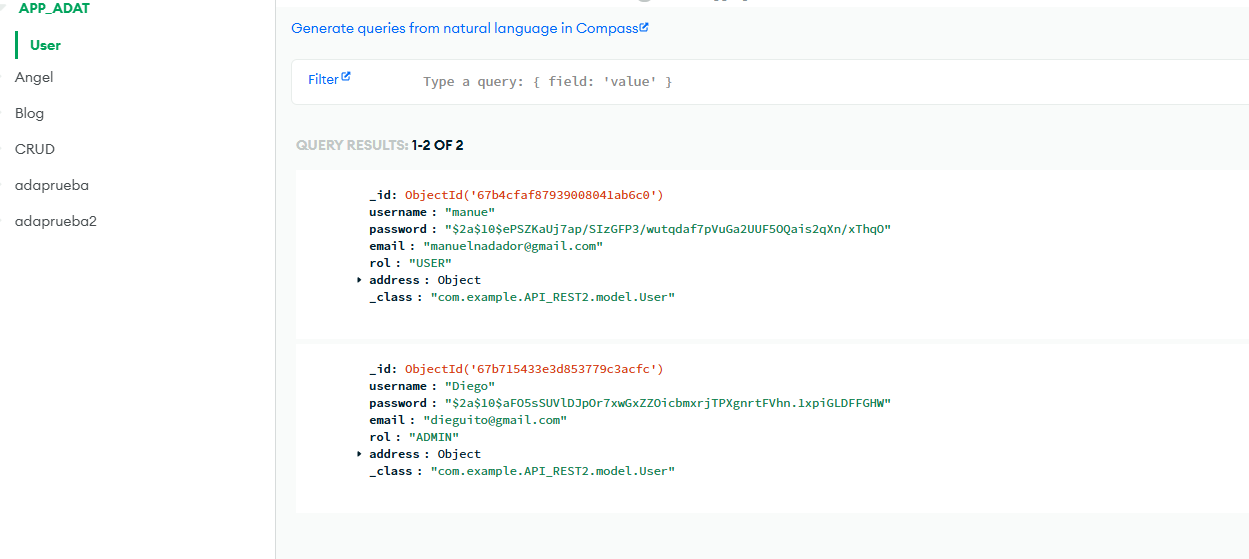 APP_ADAT
User
Angel
Blog
CRUD
adaprueba
adaprueba2
Generate queries from natural language in Compass
Filter
Type a query: { field: 'value' }
QUERY RESULTS: 1-2 OF 2
_id: ObjectId('67b4cfaf87939008041ab6c0')
username : "manue"
password : "$2a$10$ePSZKaUj7ap/SIzGFP3/wutqdaf7pVuGa2UUF5OQais2qXn/xThqO"
email : "manuelnadador@gmail.com"
rol : "USER"
address : Object
_class : "com.example.API_REST2.model.User"
_id: ObjectId('67b715433e3d853779c3acfc')
username : "Diego"
password : "$2a$10$aFO5sSUVlDJpOr7xwGxZZOicbmxrjTPXgnrtFVhn.1xpiGLDFFGHW"
email : "dieguito@gmail.com"
rol : "ADMIN"
address : Object
_class : "com.example.API_REST2.model.User"